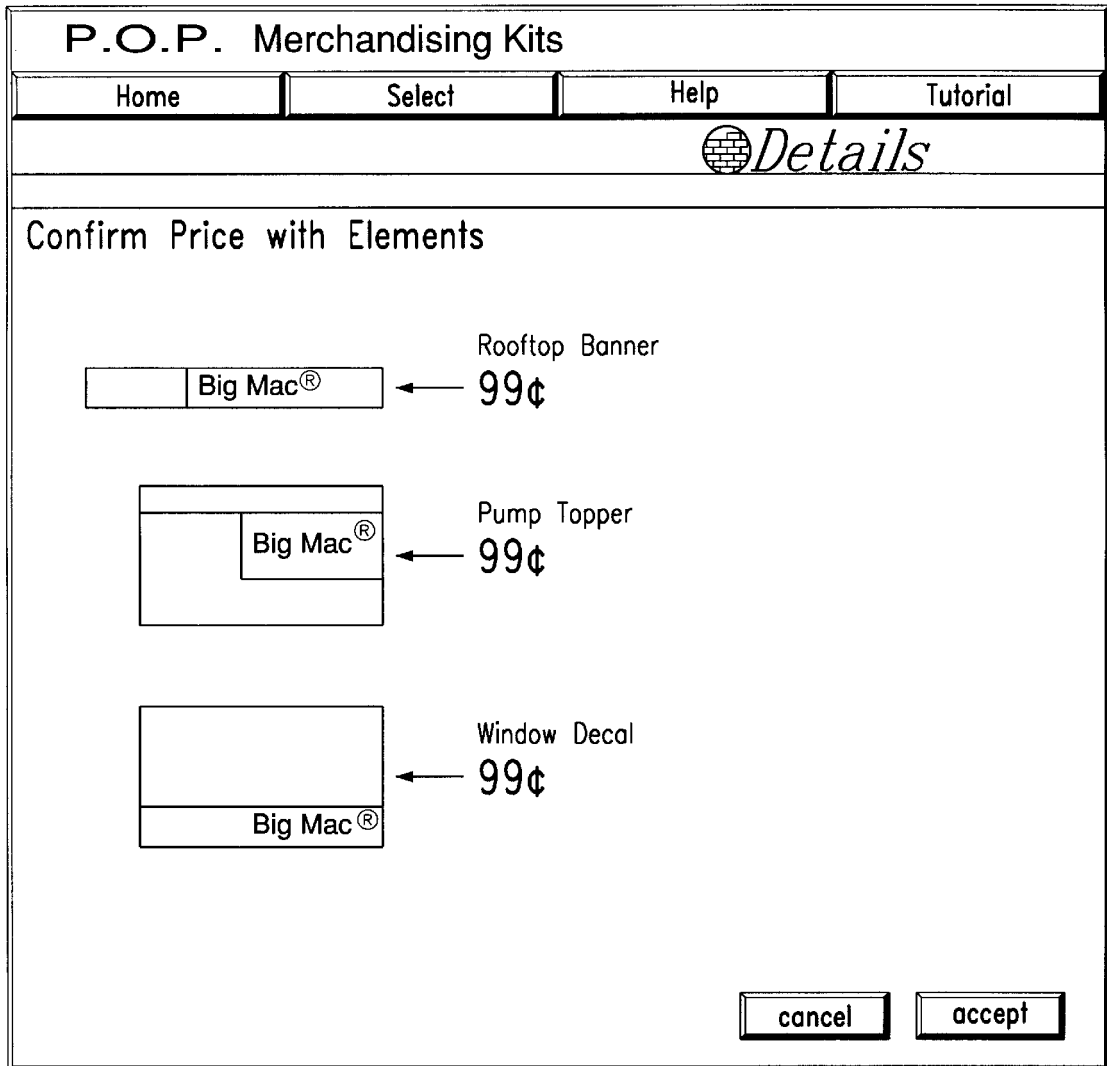 P.O.P. Merchandising Kits
Home Select Help Tutorial
Details
Confirm Price with Elements
Rooftop Banner
Big Mac® 99¢
Pump Topper
Big Mac® 99¢
Window Decal
99¢
Big Mac®
cancel accept